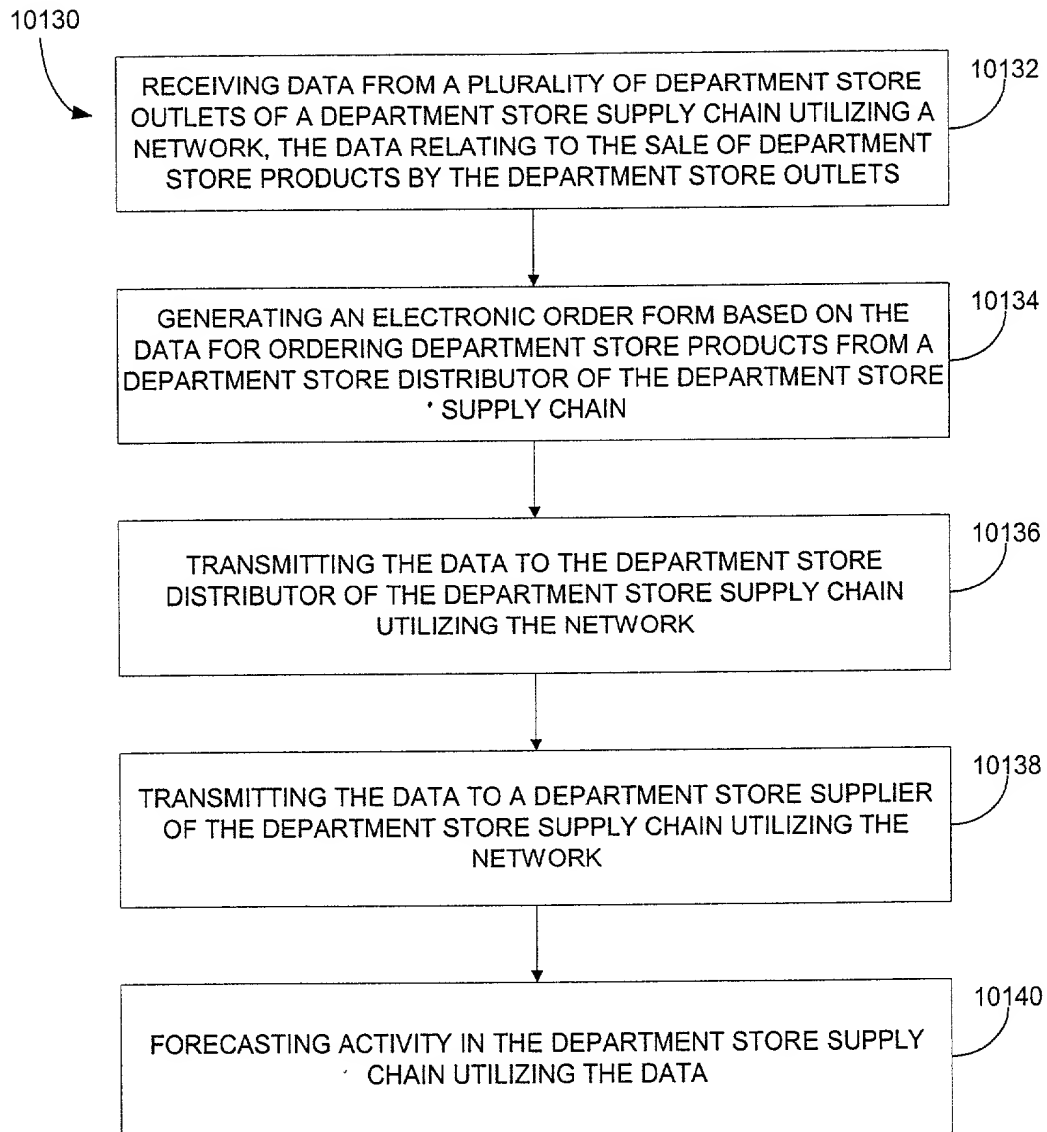 10130
10132
RECEIVING DATA FROM A PLURALITY OF DEPARTMENT STORE
OUTLETS OF A DEPARTMENT STORE SUPPLY CHAIN UTILIZING A
NETWORK, THE DATA RELATING TO THE SALE OF DEPARTMENT
STORE PRODUCTS BY THE DEPARTMENT STORE OUTLETS
10134
GENERATING AN ELECTRONIC ORDER FORM BASED ON THE
DATA FOR ORDERING DEPARTMENT STORE PRODUCTS FROM A
DEPARTMENT STORE DISTRIBUTOR OF THE DEPARTMENT STORE
SUPPLY CHAIN
10136
TRANSMITTING THE DATA TO THE DEPARTMENT STORE
DISTRIBUTOR OF THE DEPARTMENT STORE SUPPLY CHAIN
UTILIZING THE NETWORK
10138
TRANSMITTING THE DATA TO A DEPARTMENT STORE SUPPLIER
OF THE DEPARTMENT STORE SUPPLY CHAIN UTILIZING THE
NETWORK
10140
FORECASTING ACTIVITY IN THE DEPARTMENT STORE SUPPLY
CHAIN UTILIZING THE DATA